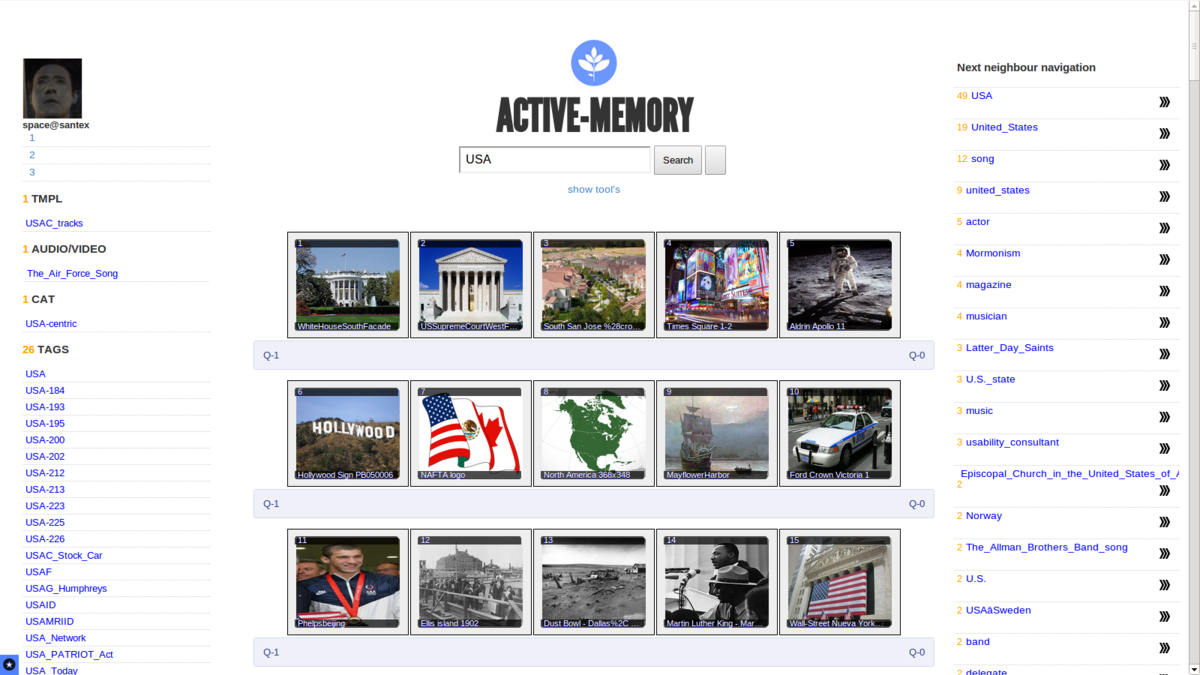 space@santex
1
2
3
1 TMPL
USAC_tracks
1 AUDIO/VIDEO
The_Air_Force_Song
1 CAT
USA-centric
26 TAGS
USA
USA-184
USA-193
USA-195
USA-200
USA-202
USA-212
USA-213
USA-223
USA-225
USA-226
USAC_Stock_Car
USAF
USAG_Humphreys
USAID
USAMRIID
USA_Network
USA_PATRIOT_Act
USA_Today
ACTIVE-MEMORY
USA
Search
show tool's
1
WhiteHouseSouthFacade
2
USSupremeCourtWestF...
3
South San Jose %28cro...
4
Times Square 1-2
5
Aldrin Apollo 11
Q-1
Q-0
6
HOLLYWOOD
Hollywood Sign PB050006
7
NAFTA logo
8
North America 368x348
9
MayflowerHarbor
10
Ford Crown Victoria 1
Q-1
Q-0
11
Phelpsbeijing
12
Ellis island 1902
13
Dust Bowl - Dallas%2C ...
14
Martin Luther King - Mar...
15
Wall-Street Nueva York...
Q-1
Q-0
Next neighbour navigation
49 USA
19 United_States
12 song
9 united_states
5 actor
4 Mormonism
4 magazine
4 musician
3 Latter_Day_Saints
3 U.S._state
3 music
3 usability_consultant
Episcopal_Church_in_the_United_States_of_A
2
2 Norway
2 The_Allman_Brothers_Band_song
2 U.S.
2 USAâSweden
2 band
2 delegate